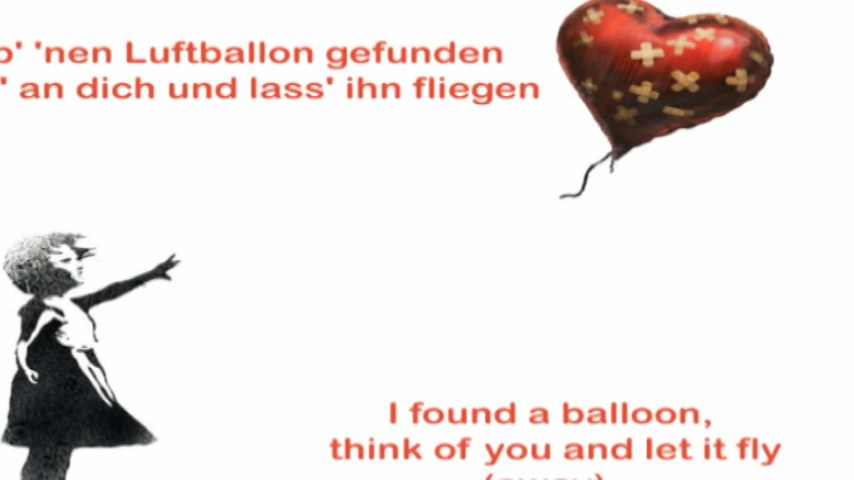 'nen Luftballon gefunden
an dich und lass' ihn fliegen
I found a balloon,
think of you and let it fly